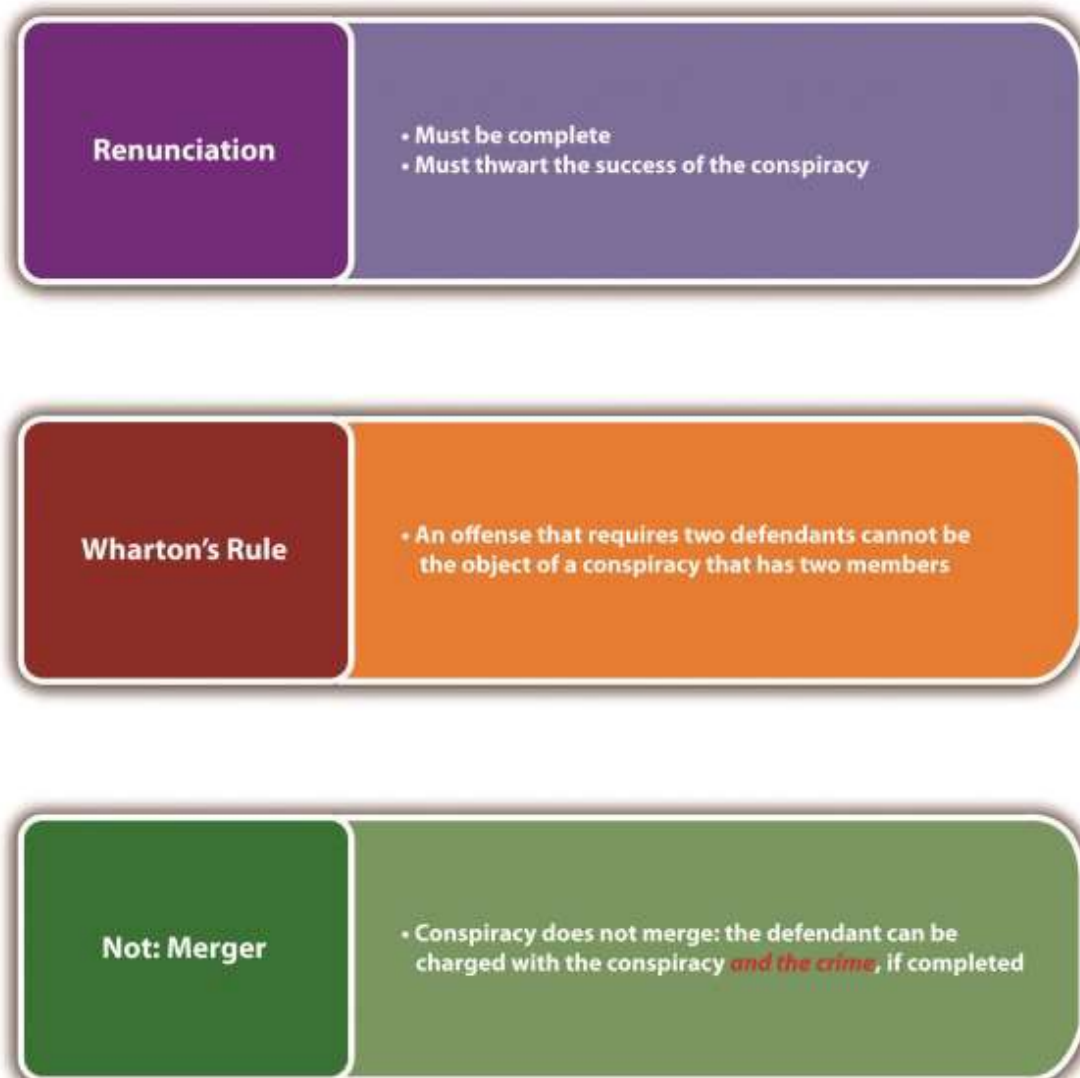 Renunciation
• Must be complete
• Must thwart the success of the conspiracy
Wharton's Rule
• An offense that requires two defendants cannot be
the object of a conspiracy that has two members
Not: Merger
• Conspiracy does not merge: the defendant can be
charged with the conspiracy and the crime, if completed